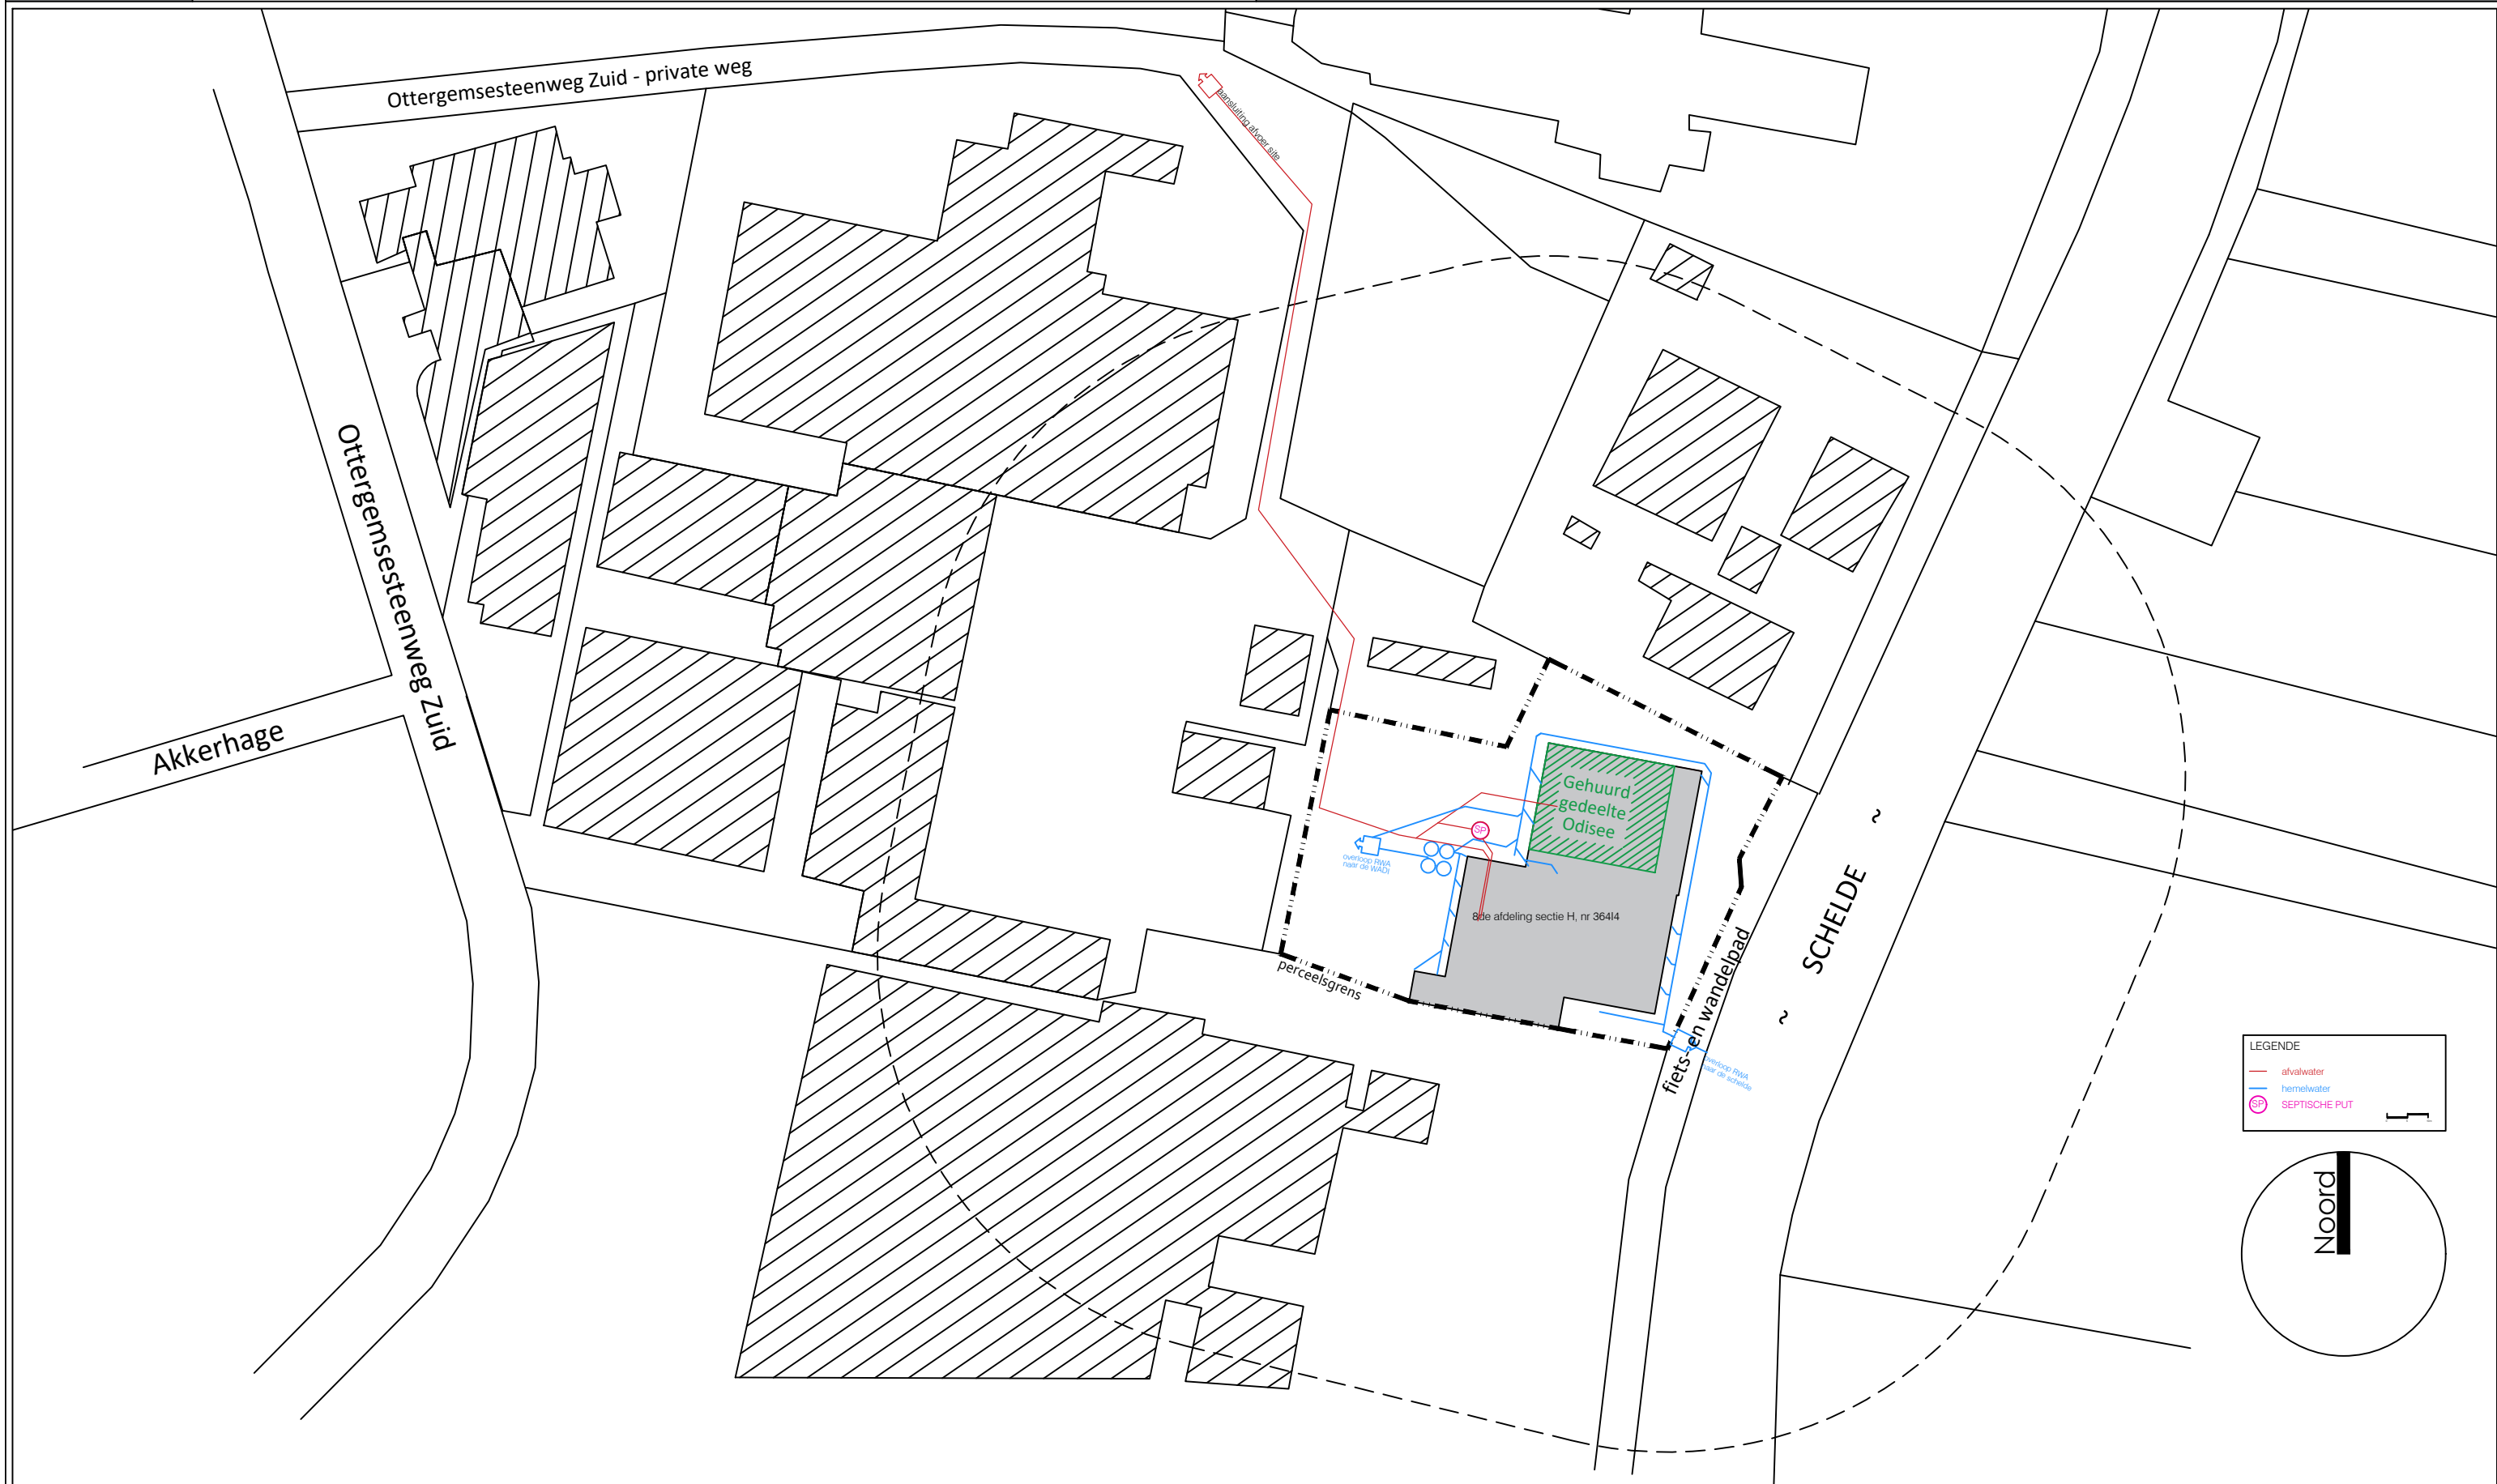 Ottergemsesteenweg Zuid - private weg
aansluiting afvoer site
Ottergemsesteenweg Zuid
Akkerhage
Gehuurd
gedeelte
Odisee
SP
overloop RWA
naar de WADI
8de afdeling sectie H, nr 364I4
perceelsgrens
fiets- en wandelpad
~
SCHELDE
~
overloop RWA
naar de schelde
LEGENDE
afvalwater
hemelwater
SP SEPTISCHE PUT
Noord